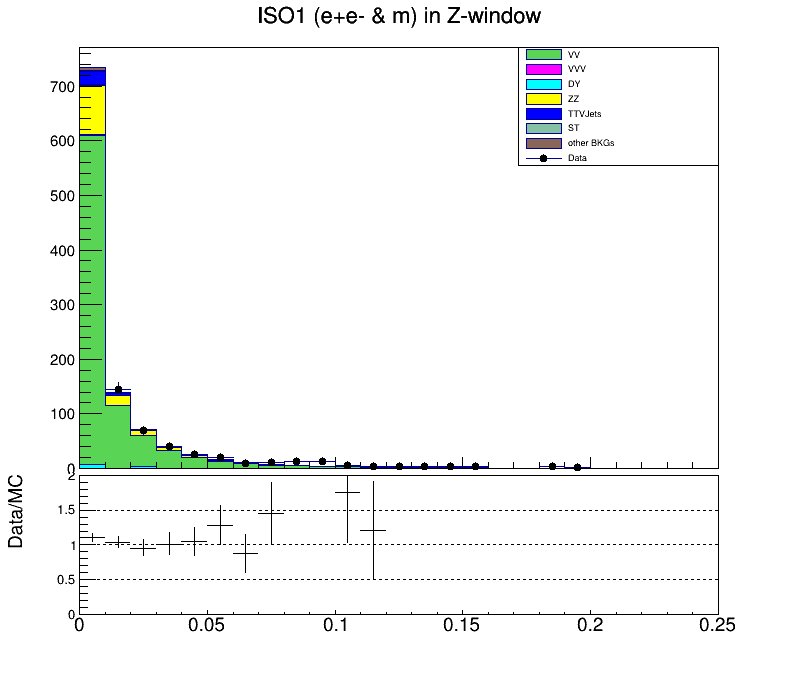 ISO1 (e+e- & m) in Z-window
VV
VVV
DY
ZZ
TTVJets
ST
other BKGs
Data
700
600
500
400
300
200
100
0
Data/MC
2
1.5
1
0.5
0
0 0.05 0.1 0.15 0.2 0.25